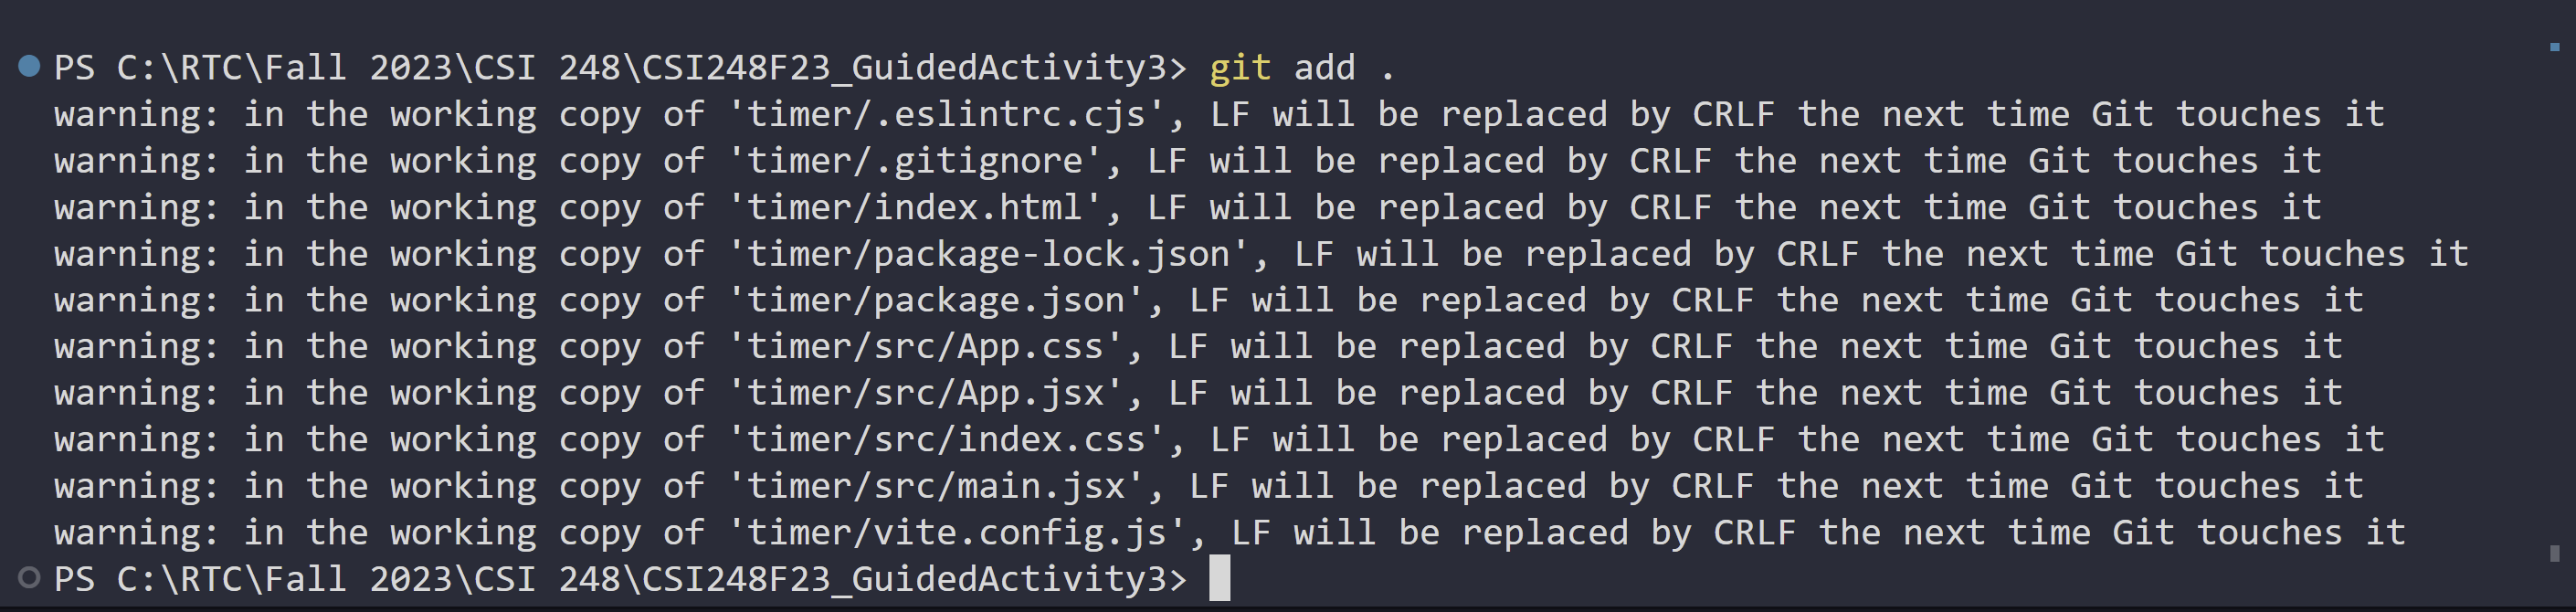 PS C:\RTC\Fall 2023\CSI 248\CSI248F23_GuidedActivity3> git add .
warning: in the working copy of 'timer/.eslintrc.cjs', LF will be replaced by CRLF the next time Git touches it
warning: in the working copy of 'timer/.gitignore', LF will be replaced by CRLF the next time Git touches it
warning: in the working copy of 'timer/index.html', LF will be replaced by CRLF the next time Git touches it
warning: in the working copy of 'timer/package-lock.json', LF will be replaced by CRLF the next time Git touches it
warning: in the working copy of 'timer/package.json', LF will be replaced by CRLF the next time Git touches it
warning: in the working copy of 'timer/src/App.css', LF will be replaced by CRLF the next time Git touches it
warning: in the working copy of 'timer/src/App.jsx', LF will be replaced by CRLF the next time Git touches it
warning: in the working copy of 'timer/src/index.css', LF will be replaced by CRLF the next time Git touches it
warning: in the working copy of 'timer/src/main.jsx', LF will be replaced by CRLF the next time Git touches it
warning: in the working copy of 'timer/vite.config.js', LF will be replaced by CRLF the next time Git touches it
PS C:\RTC\Fall 2023\CSI 248\CSI248F23_GuidedActivity3>